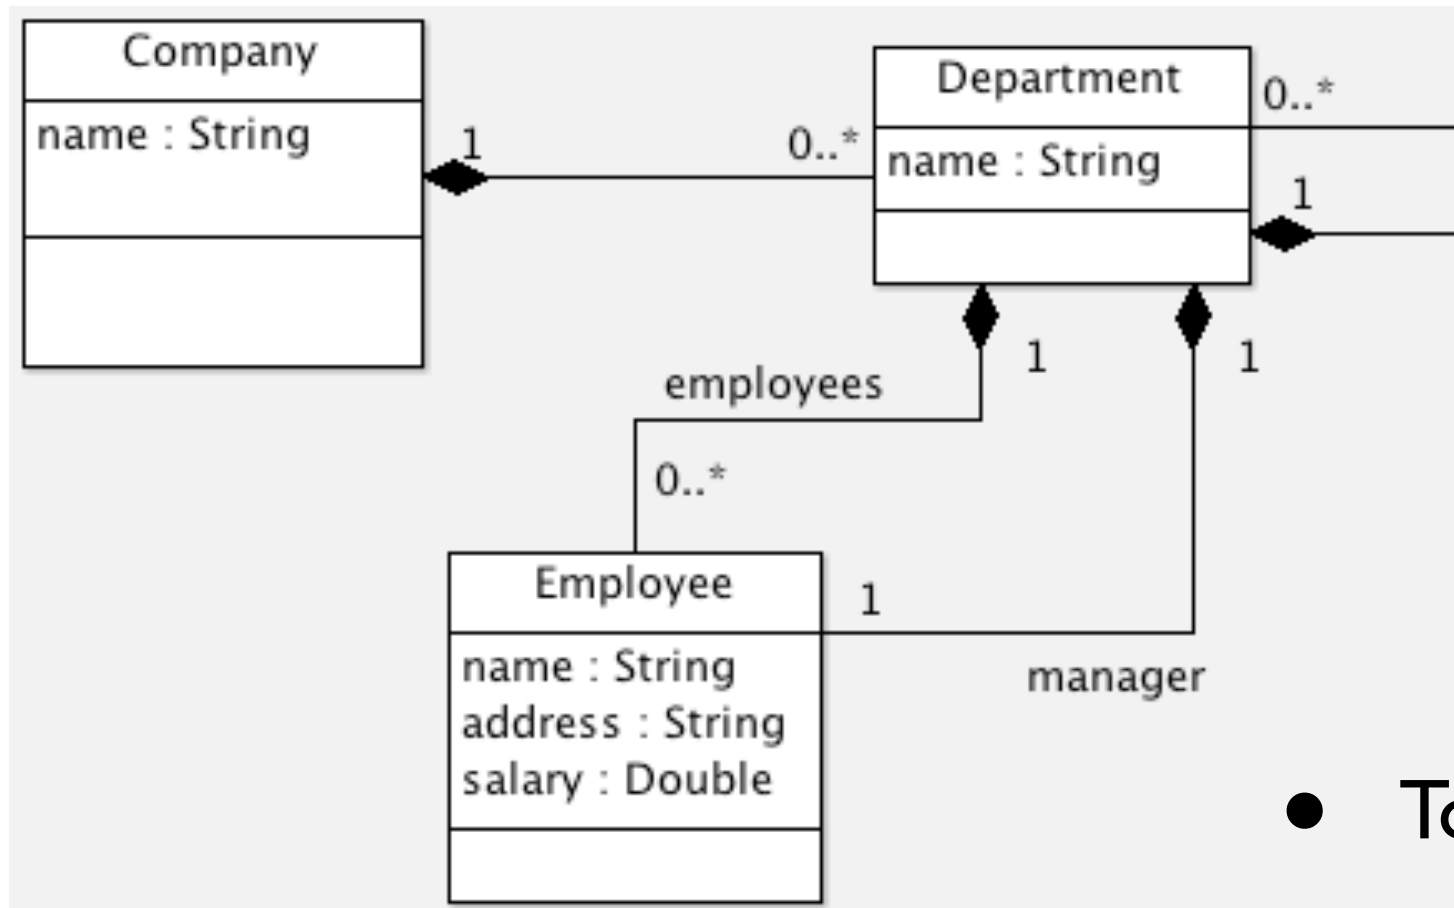 Company
name : String
1
0..*
Department
name : String
0..*
1
1
1
employees
0..*
Employee
name : String
address : String
salary : Double
1
manager
•